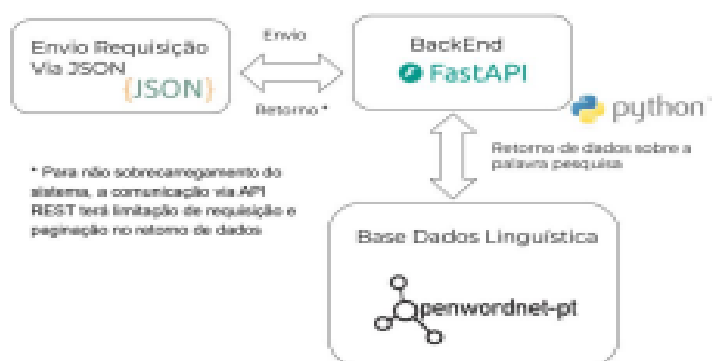 Envio Requisição
Via JSON
{JSON}
Envio
Retorno *
BackEnd
FastAPI
python
Retorno de dados sobre a
palavra pesquisa
* Para não sobrecarregamento do
sistema, a comunicação via API
REST terá limitação de requisição e
paginação no retorno de dados
Base Dados Linguística
penwordnet-pt